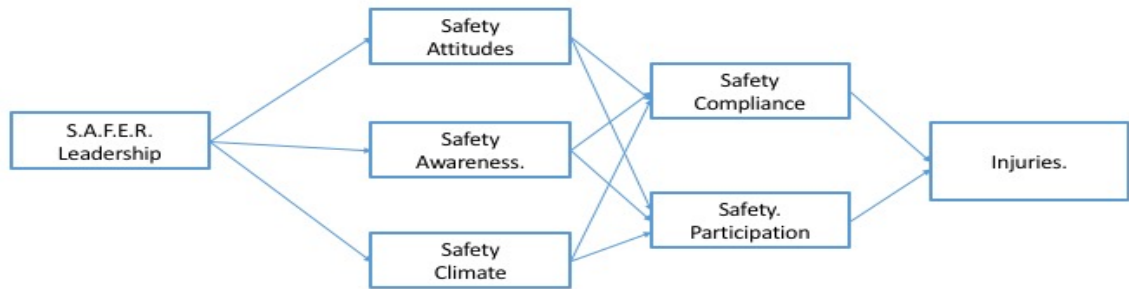 S.A.F.E.R.
Leadership
Safety
Attitudes
Safety
Awareness.
Safety
Climate
Safety
Compliance
Safety.
Participation
Injuries.